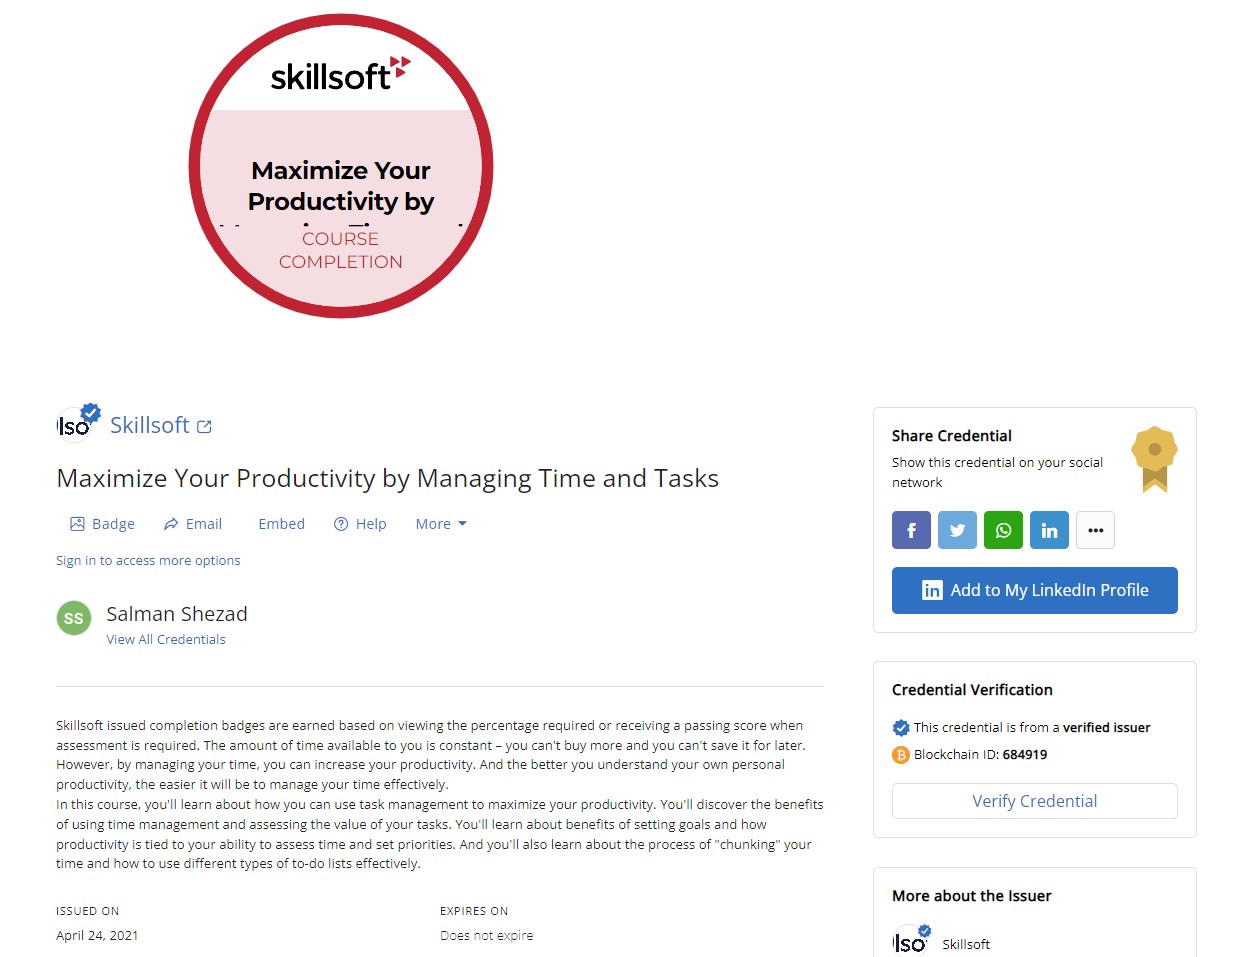 skillsoft
Maximize Your
Productivity by
COURSE
COMPLETION
lso
Skillsoft
Maximize Your Productivity by Managing Time and Tasks
Badge Email Embed Help More
Sign in to access more options
SS
Salman Shezad
View All Credentials
Skillsoft issued completion badges are earned based on viewing the percentage required or receiving a passing score when
assessment is required. The amount of time available to you is constant – you can't buy more and you can't save it for later.
However, by managing your time, you can increase your productivity. And the better you understand your own personal
productivity, the easier it will be to manage your time effectively.
In this course, you'll learn about how you can use task management to maximize your productivity. You'll discover the benefits
of using time management and assessing the value of your tasks. You'll learn about benefits of setting goals and how
productivity is tied to your ability to assess time and set priorities. And you'll also learn about the process of "chunking" your
time and how to use different types of to-do lists effectively.
ISSUED ON
April 24, 2021
EXPIRES ON
Does not expire
Share Credential
Show this credential on your social
network
in Add to My LinkedIn Profile
Credential Verification
This credential is from a verified issuer
Blockchain ID: 684919
Verify Credential
More about the Issuer
lso
Skillsoft